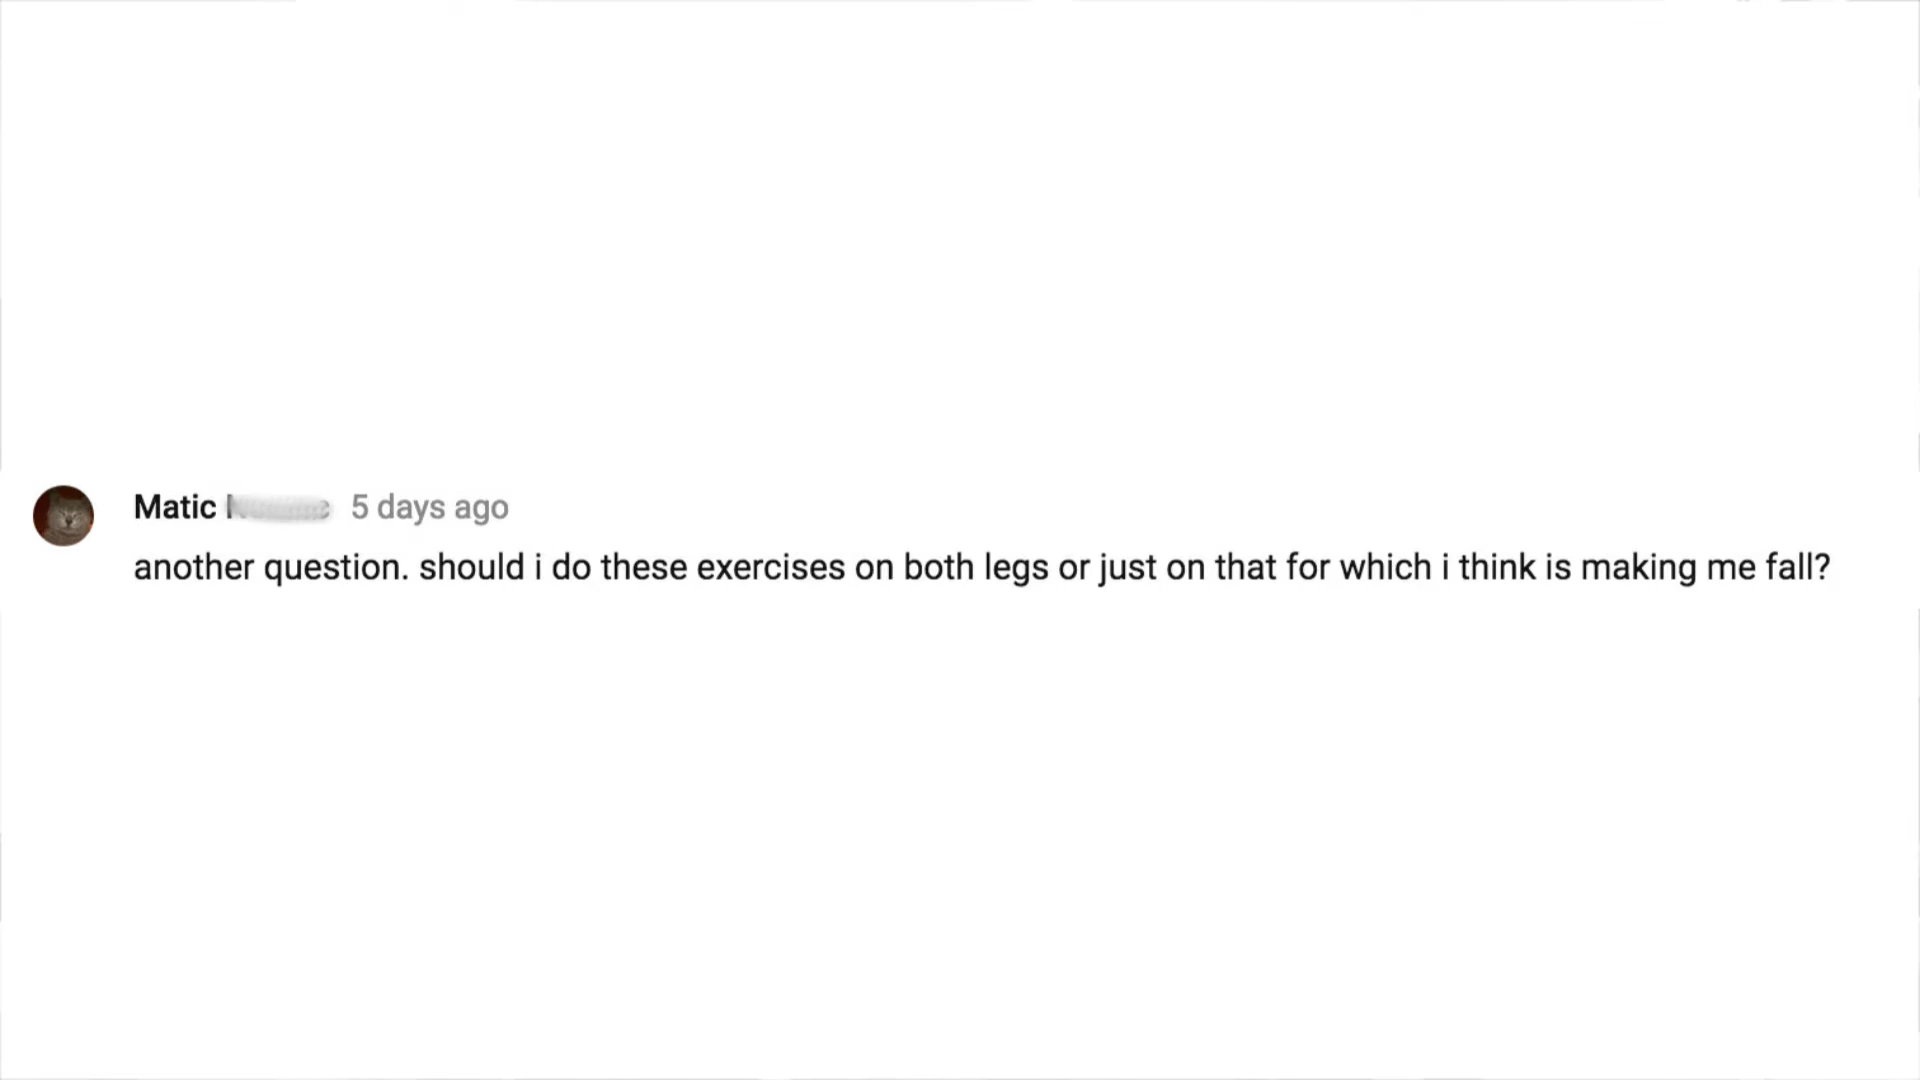 Matic 5 days ago
another question. should i do these exercises on both legs or just on that for which i think is making me fall?